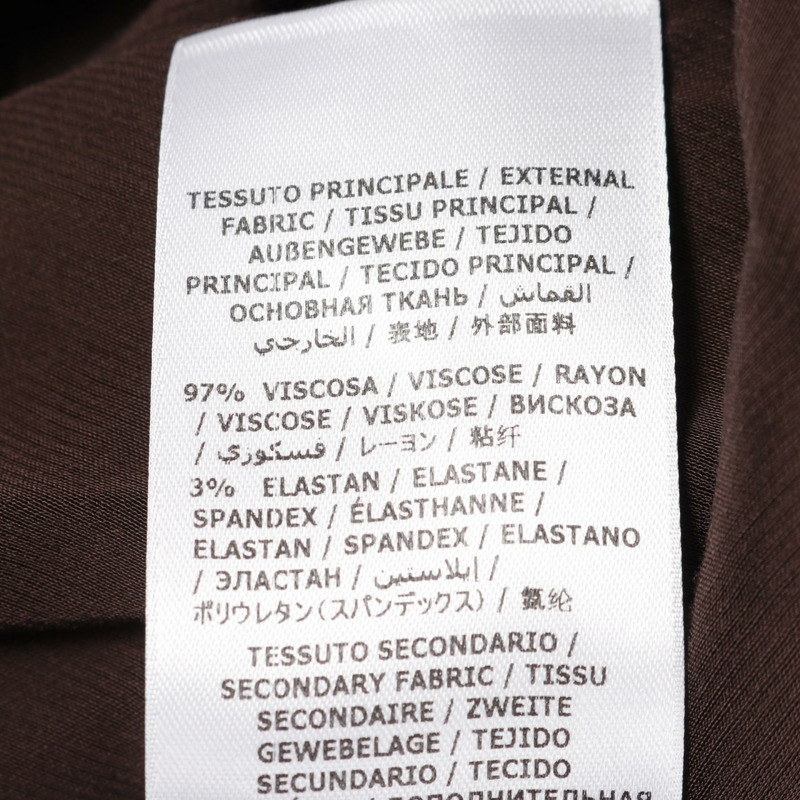 TESSUTO PRINCIPALE / EXTERNAL
FABRIC / TISSU PRINCIPAL /
AUßENGEWEBE / TEJIDO
PRINCIPAL / TECIDO PRINCIPAL /
ОСНОВНАЯ ТКАНЬ / القماش
الخارجي / 表地 / 外部面料
97% VISCOSA / VISCOSE / RAYON
/ VISCOSE / VISKOSE / ВИСКОЗА
/ فسكوزي / レーヨン / 粘纤
3% ELASTAN / ELASTANE /
SPANDEX / ÉLASTHANNE /
ELASTAN / SPANDEX / ELASTANO
/ ЭЛАСТАН / إيلاستين /
ポリウレタン(スパンデックス) / 氨纶
TESSUTO SECONDARIO /
SECONDARY FABRIC / TISSU
SECONDAIRE / ZWEITE
GEWEBELAGE / TEJIDO
SECUNDARIO / TECIDO
/ ДОПОЛНИТЕЛЬНАЯ